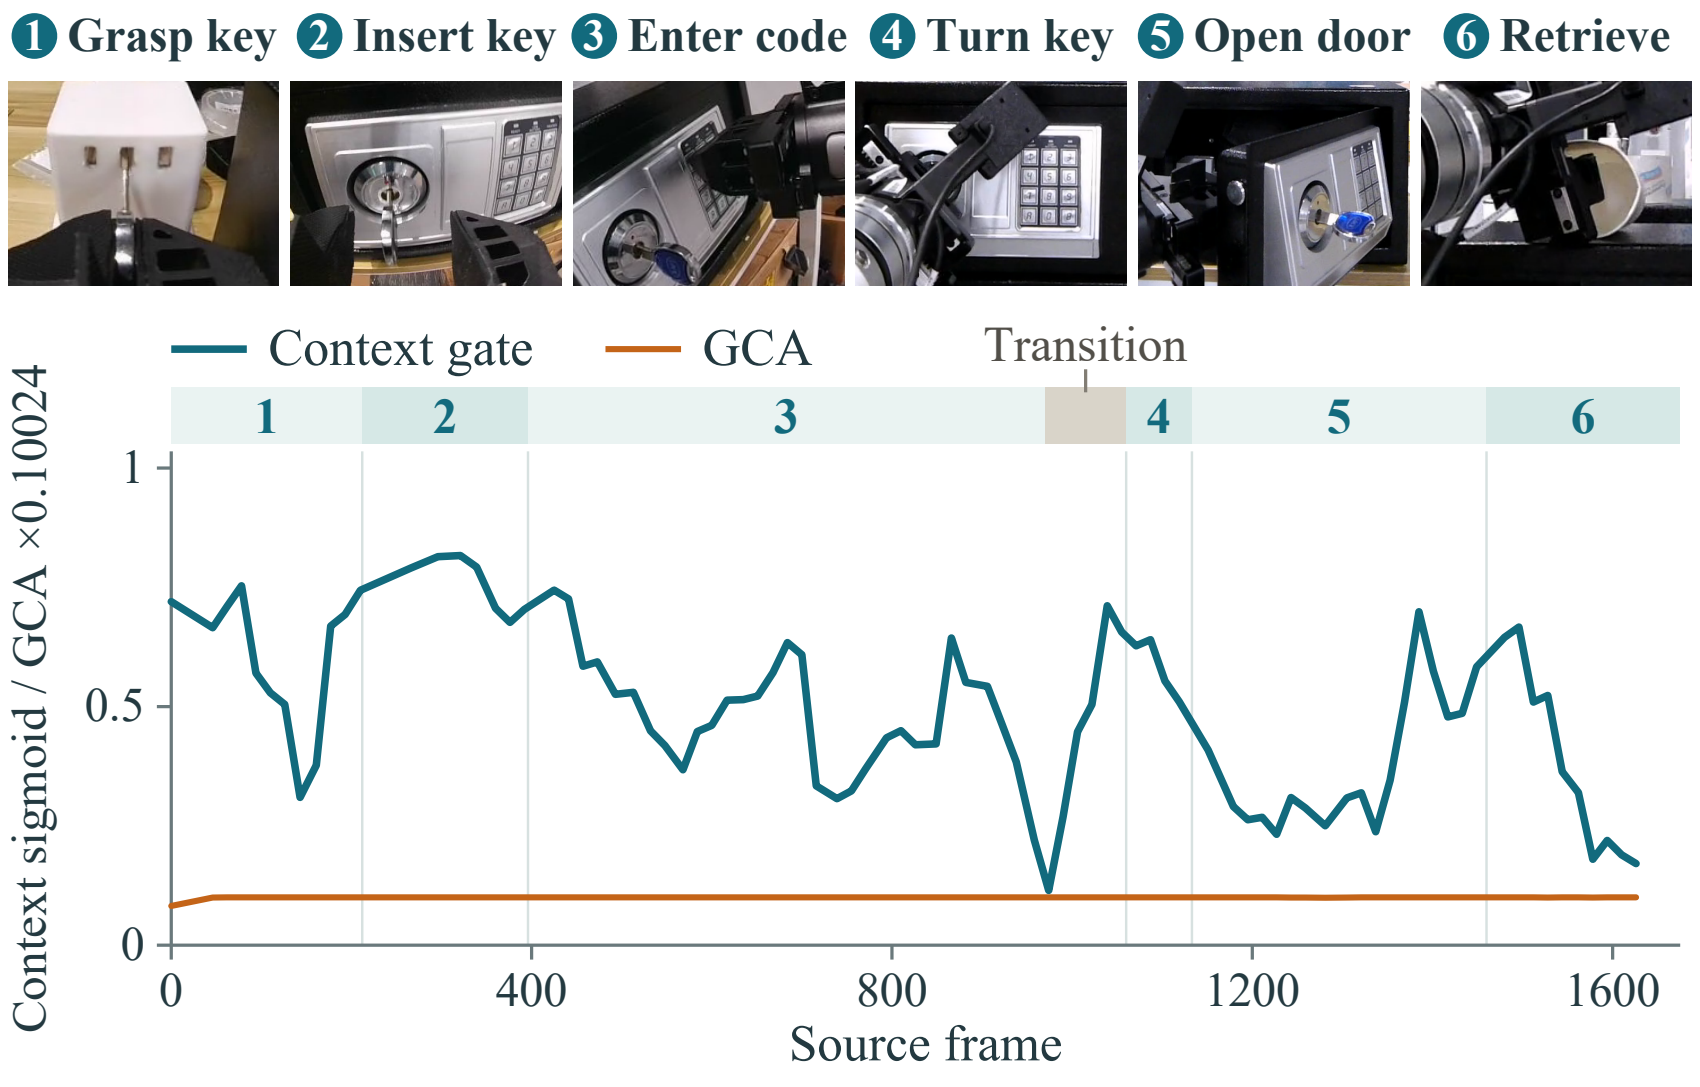 1 Grasp key 2 Insert key 3 Enter code 4 Turn key 5 Open door 6 Retrieve
Context gate GCA Transition
1 2 3 4 5 6
Context sigmoid / GCA ×0.10024
1
0.5
0
0 400 800 1200 1600
Source frame